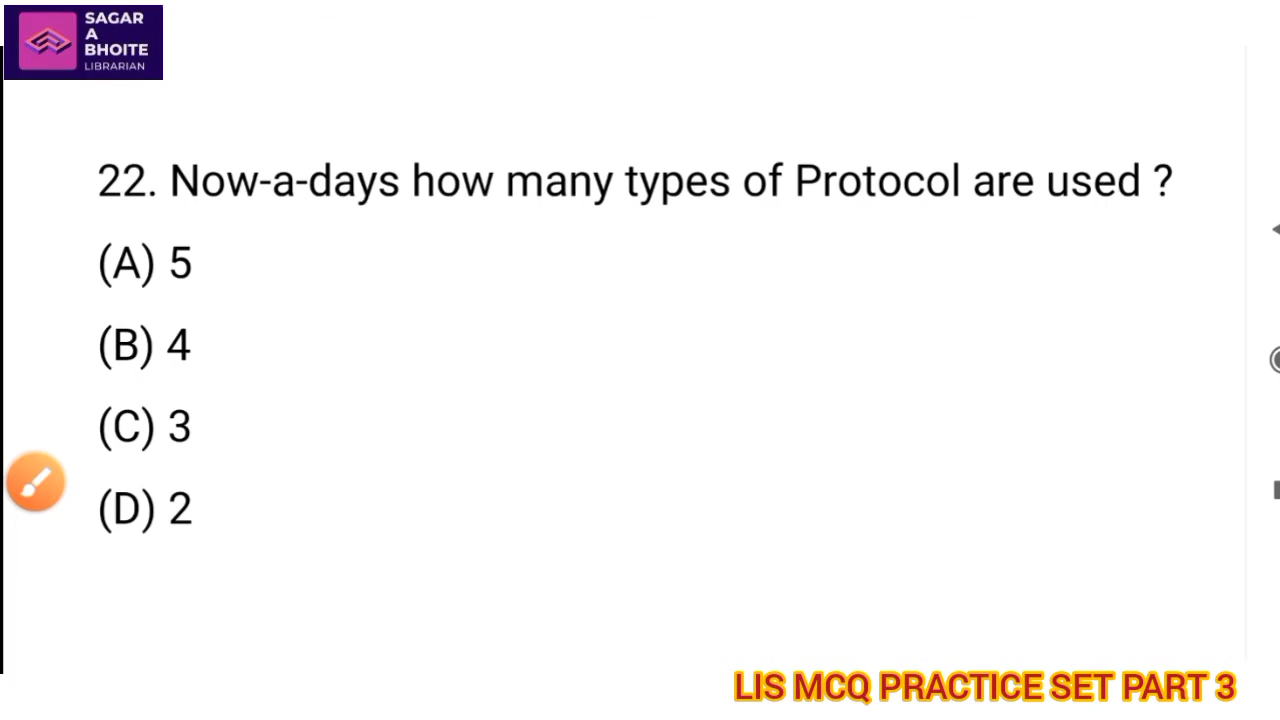 SAGAR
A
BHOITE
LIBRARIAN
22. Now-a-days how many types of Protocol are used ?
(A) 5
(B) 4
(C) 3
(D) 2
LIS MCQ PRACTICE SET PART 3